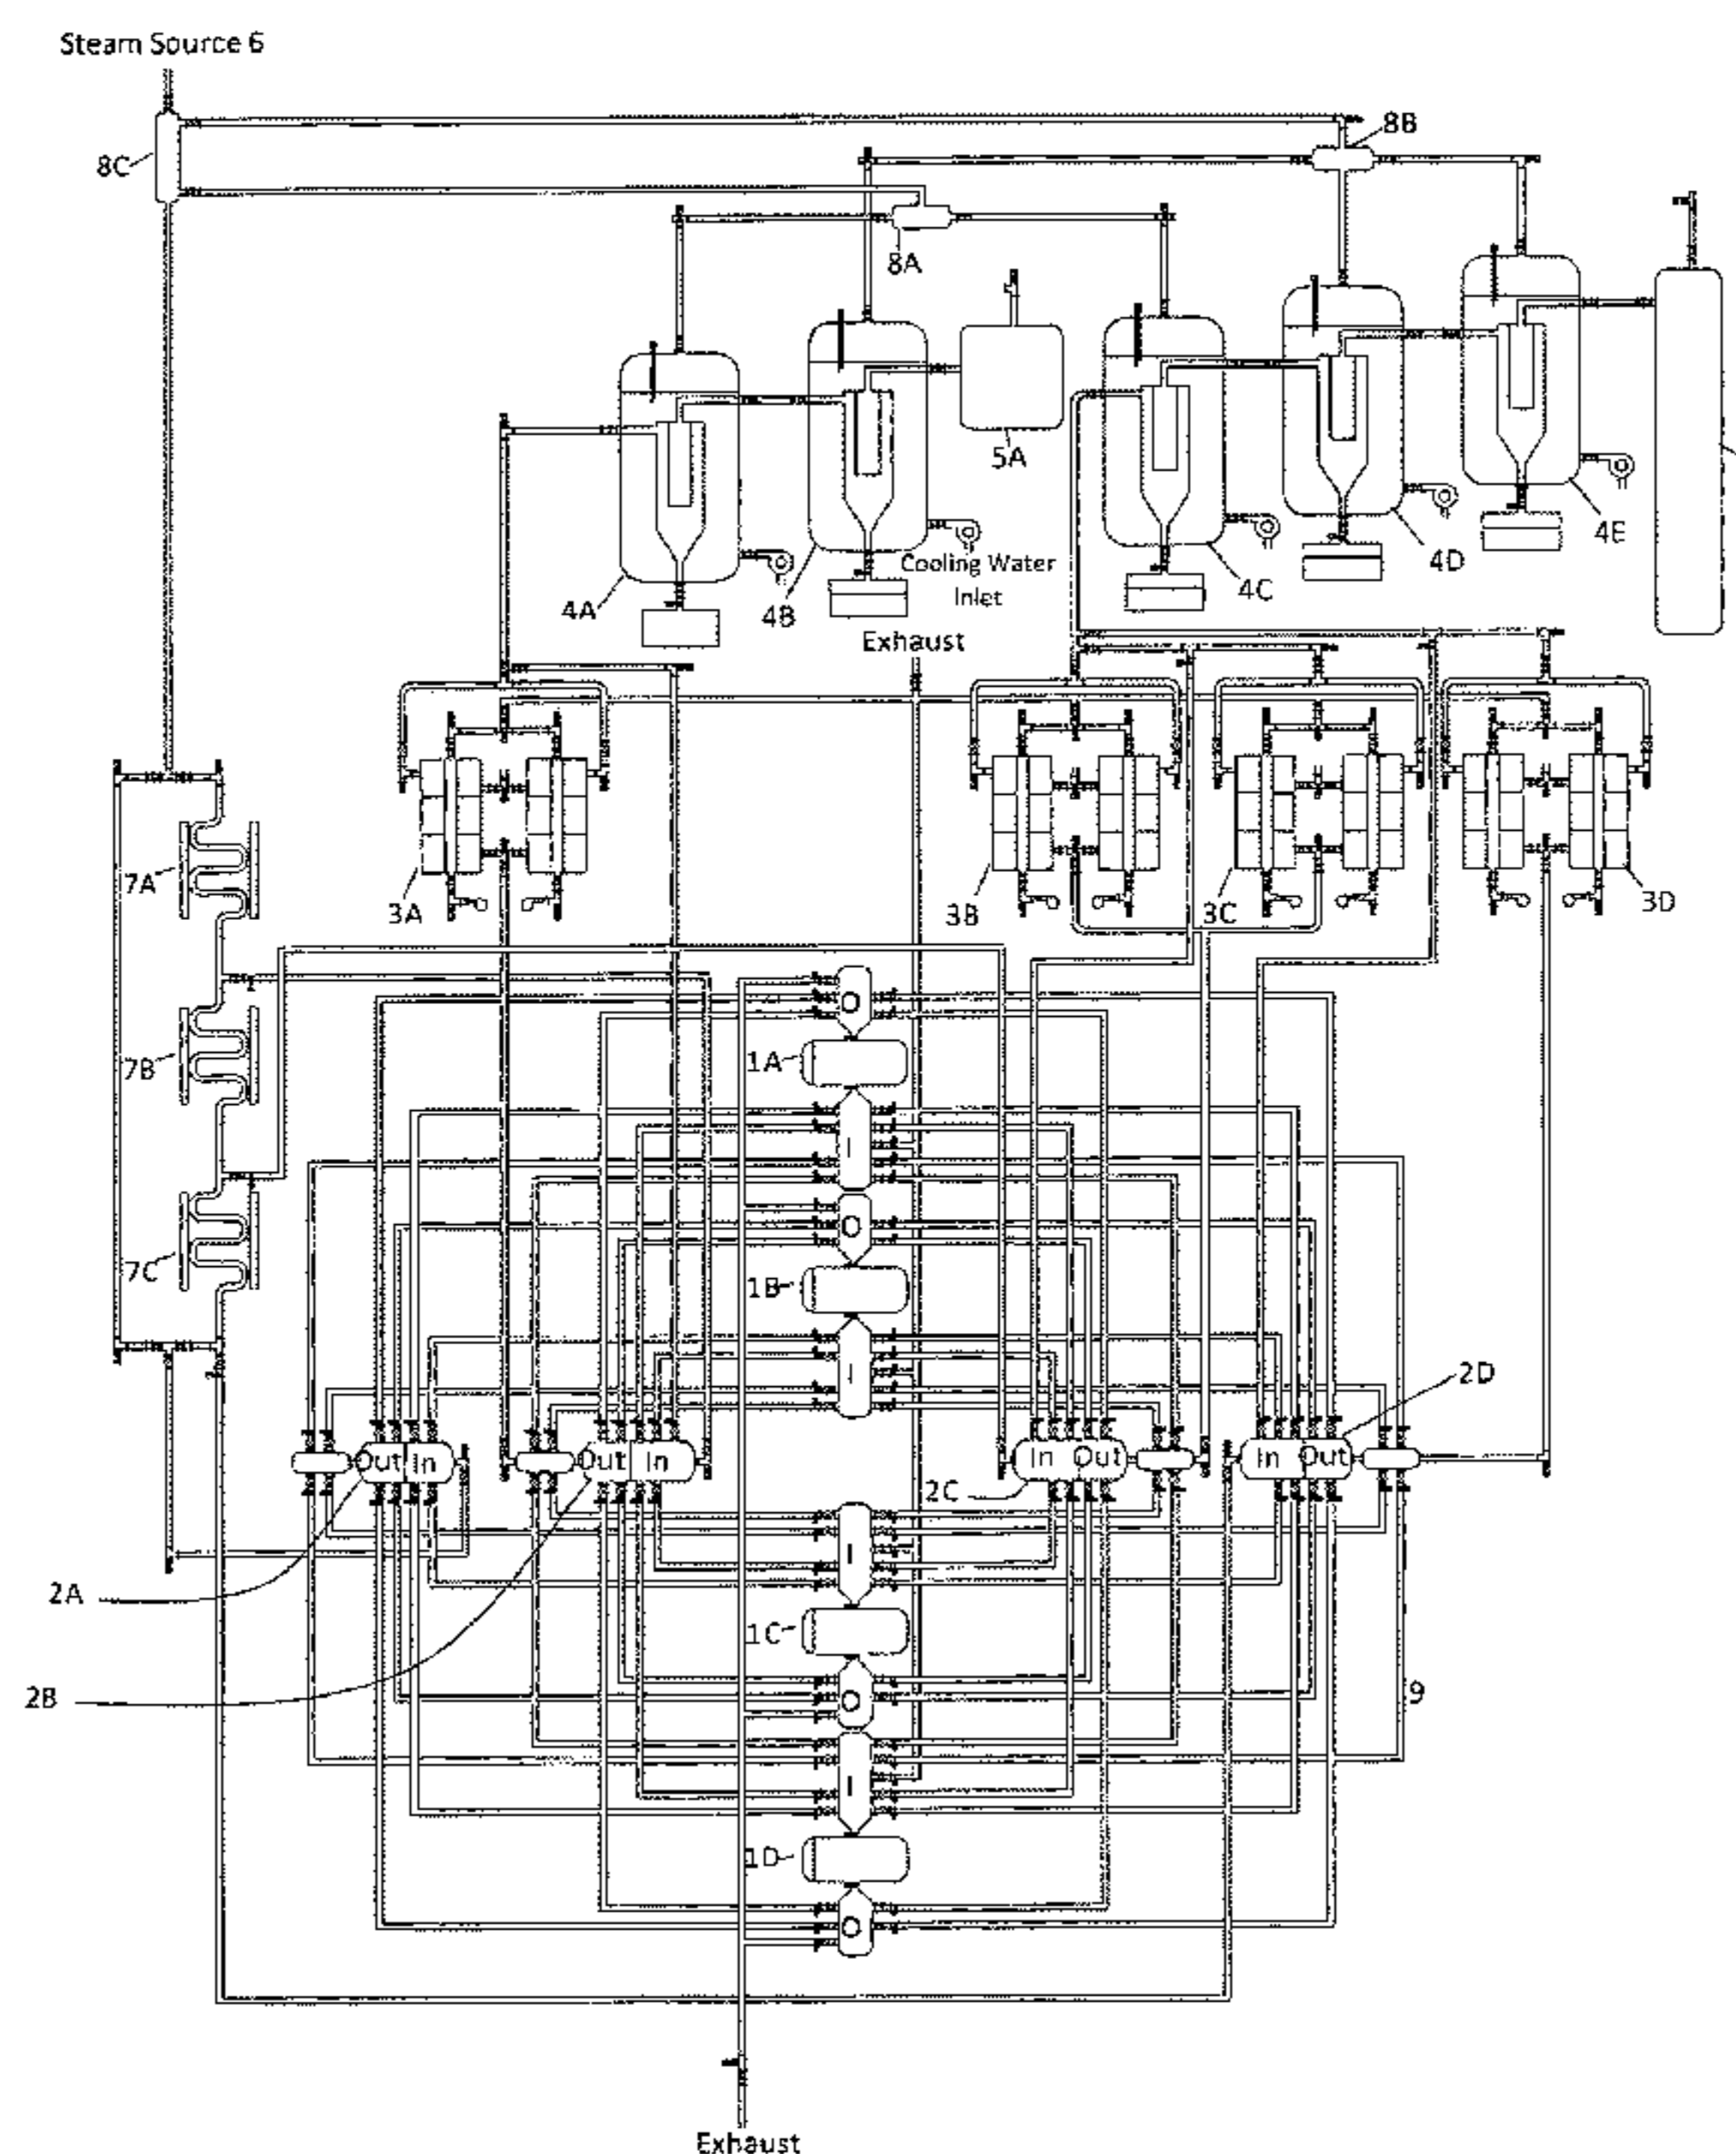 Steam Source 6
8B
8C
8A
5A
4E
4D
4C
Cooling Water
Inlet
4A
4B
Exhaust
7A
3A
3B
3C
3D
O
1A
7B
I
O
7C
1B
I
2D
Out In
Out In
In Out
In Out
2C
I
2A
1C
2B
O
9
I
1D
O
Exhaust